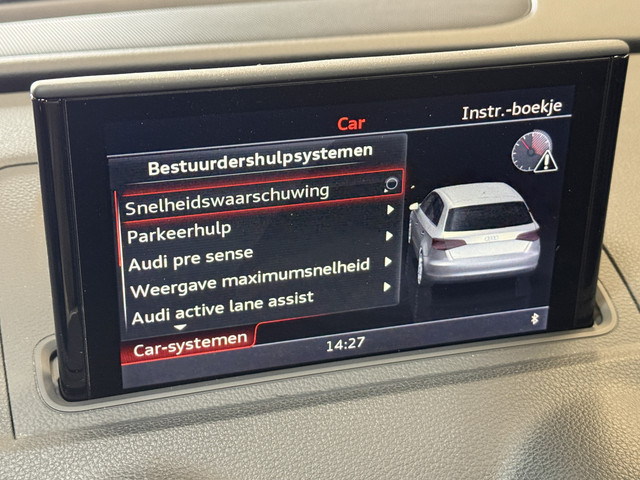 Car
Instr.-boekje
Bestuurdershulpsystemen
Snelheidswaarschuwing
Parkeerhulp
Audi pre sense
Weergave maximumsnelheid
Audi active lane assist
Car-systemen
14:27